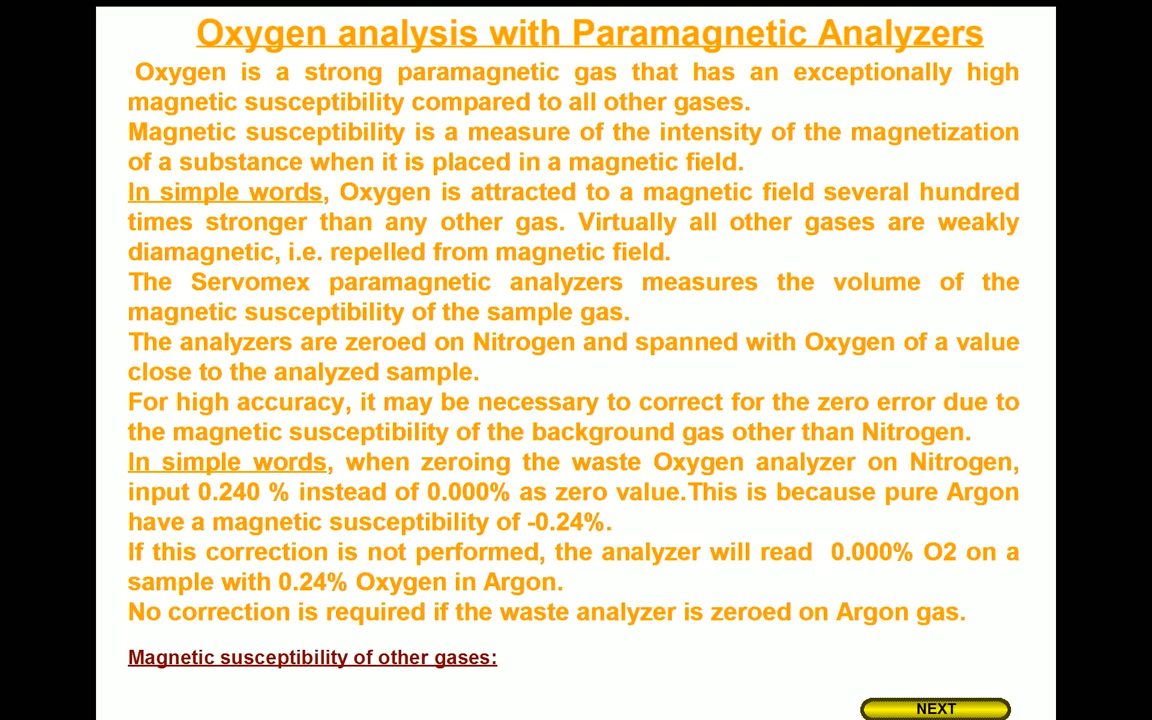 Oxygen analysis with Paramagnetic Analyzers
Oxygen is a strong paramagnetic gas that has an exceptionally high
magnetic susceptibility compared to all other gases.
Magnetic susceptibility is a measure of the intensity of the magnetization
of a substance when it is placed in a magnetic field.
In simple words, Oxygen is attracted to a magnetic field several hundred
times stronger than any other gas. Virtually all other gases are weakly
diamagnetic, i.e. repelled from magnetic field.
The Servomex paramagnetic analyzers measures the volume of the
magnetic susceptibility of the sample gas.
The analyzers are zeroed on Nitrogen and spanned with Oxygen of a value
close to the analyzed sample.
For high accuracy, it may be necessary to correct for the zero error due to
the magnetic susceptibility of the background gas other than Nitrogen.
In simple words, when zeroing the waste Oxygen analyzer on Nitrogen,
input 0.240 % instead of 0.000% as zero value.This is because pure Argon
have a magnetic susceptibility of -0.24%.
If this correction is not performed, the analyzer will read 0.000% O2 on a
sample with 0.24% Oxygen in Argon.
No correction is required if the waste analyzer is zeroed on Argon gas.
Magnetic susceptibility of other gases:
NEXT